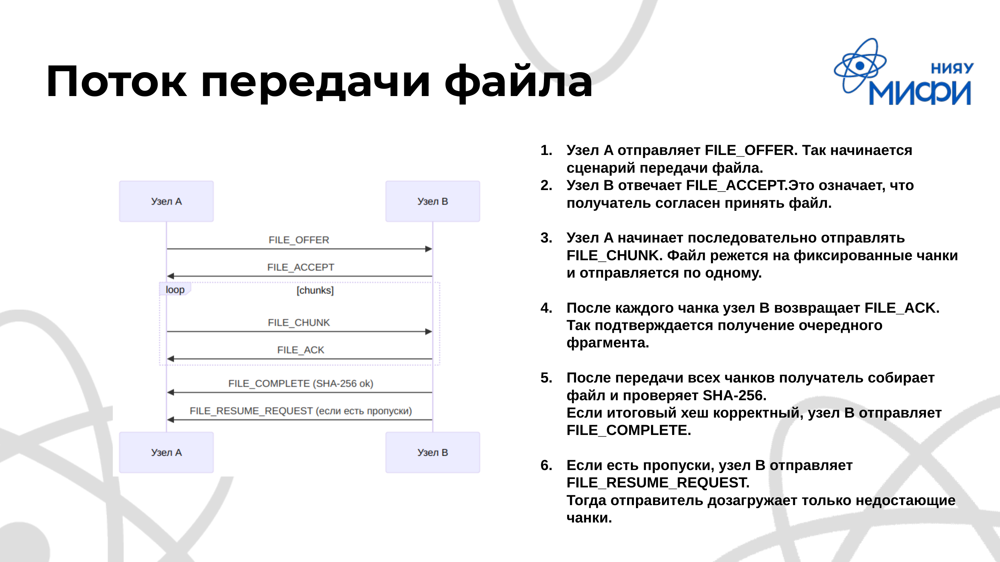 Поток передачи файла
НИЯУ
МИФИ
Узел A
Узел B
FILE_OFFER
FILE_ACCEPT
loop
[chunks]
FILE_CHUNK
FILE_ACK
FILE_COMPLETE (SHA-256 ok)
FILE_RESUME_REQUEST (если есть пропуски)
Узел A
Узел B
1. Узел A отправляет FILE_OFFER. Так начинается
сценарий передачи файла.
2. Узел B отвечает FILE_ACCEPT.Это означает, что
получатель согласен принять файл.
3. Узел A начинает последовательно отправлять
FILE_CHUNK. Файл режется на фиксированные чанки
и отправляется по одному.
4. После каждого чанка узел B возвращает FILE_ACK.
Так подтверждается получение очередного
фрагмента.
5. После передачи всех чанков получатель собирает
файл и проверяет SHA-256.
Если итоговый хеш корректный, узел B отправляет
FILE_COMPLETE.
6. Если есть пропуски, узел B отправляет
FILE_RESUME_REQUEST.
Тогда отправитель дозагружает только недостающие
чанки.